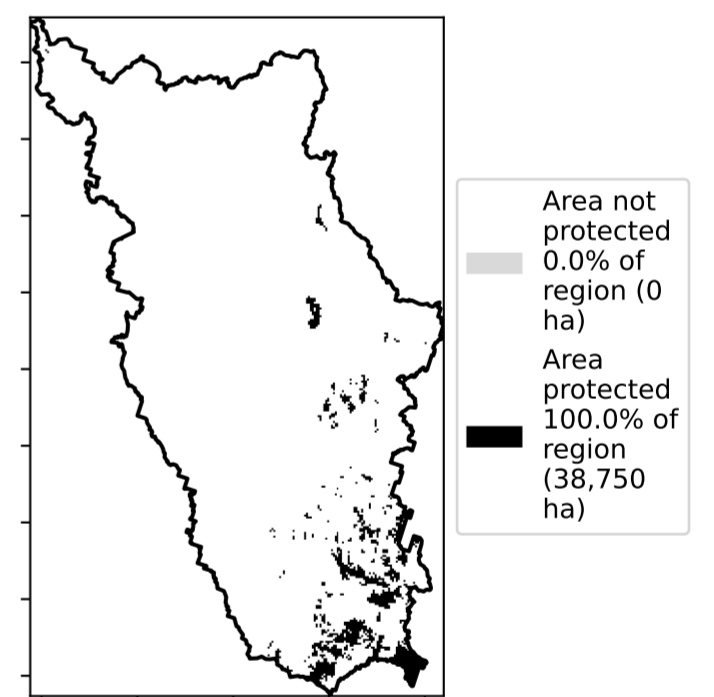 Area not
protected
0.0% of
region (0
ha)
Area
protected
100.0% of
region
(38,750
ha)